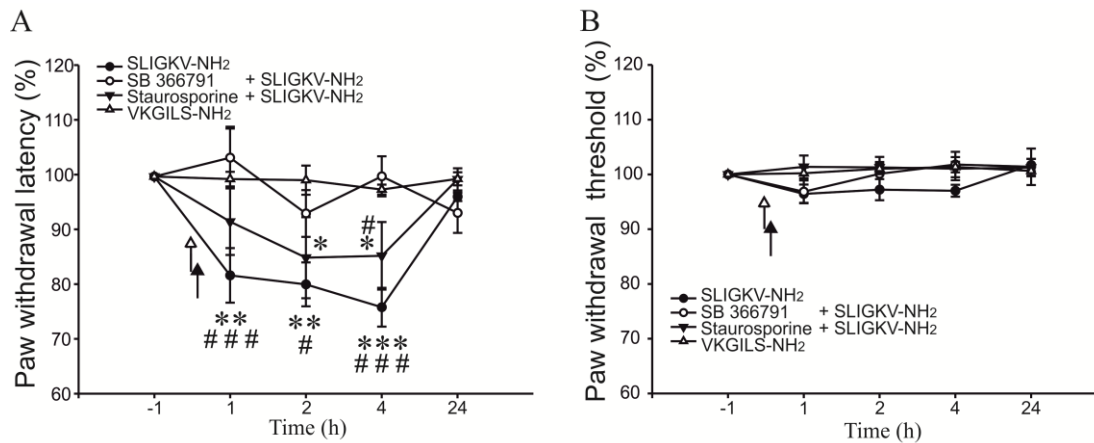 A
SLIGKV-NH2
SB 366791 + SLIGKV-NH2
Staurosporine + SLIGKV-NH2
VKGILS-NH2
Paw withdrawal latency (%)
120
110
100
90
80
70
60
#
*
*
**
###
**
#
***
###
-1 1 2 4 24
Time (h)
B
Paw withdrawal threshold (%)
120
110
100
90
80
70
60
SLIGKV-NH2
SB 366791 + SLIGKV-NH2
Staurosporine + SLIGKV-NH2
VKGILS-NH2
-1 1 2 4 24
Time (h)